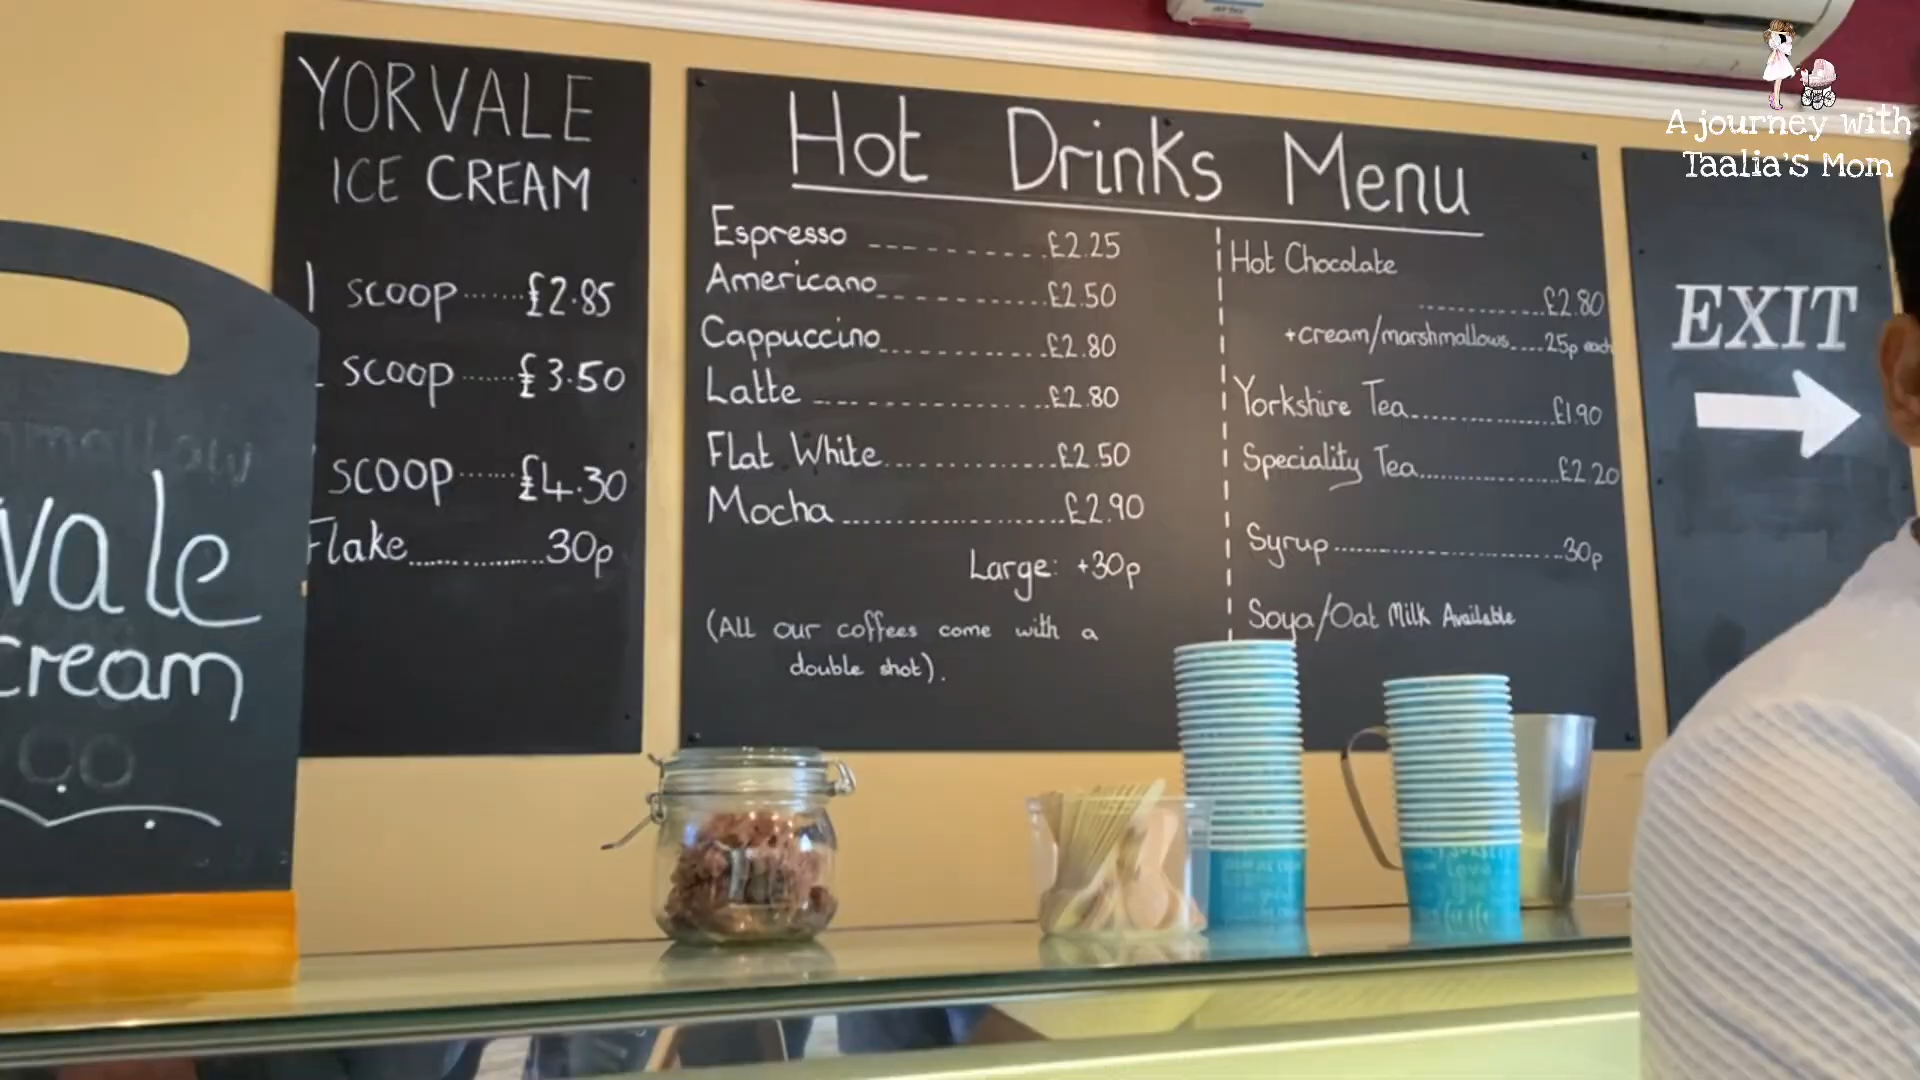 YORVALE
ICE CREAM
1 SCOOP......£2.85
SCOOP......£3.50
SCOOP......£4.30
Flake............30p
Hot Drinks Menu
Espresso ............£2.25
Americano............£2.50
Cappuccino............£2.80
Latte ............£2.80
Flat White............£2.50
Mocha............£2.90
Large: +30p
(All our coffees come with a
double shot).
Hot Chocolate
............£2.80
+cream/marshmallows....25p each
Yorkshire Tea............£1.90
Speciality Tea............£2.20
Syrup............30p
Soya/Oat Milk Available
EXIT
vale
cream
A journey with
Taalia's Mom